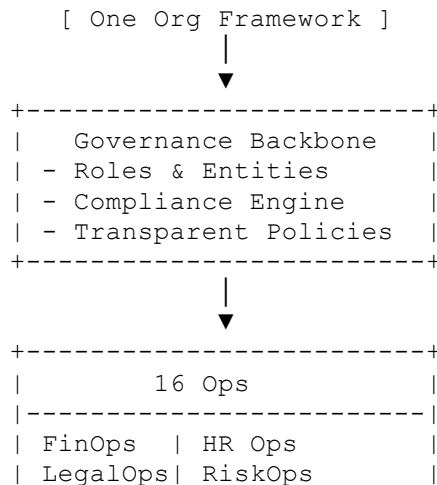 [ One Org Framework ]
│
▼
+-------------------------+
|   Governance Backbone   |
| - Roles & Entities      |
| - Compliance Engine     |
| - Transparent Policies  |
+-------------------------+
│
▼
+-------------------------+
|        16 Ops           |
|-------------------------|
| FinOps  | HR Ops        |
| LegalOps| RiskOps       |